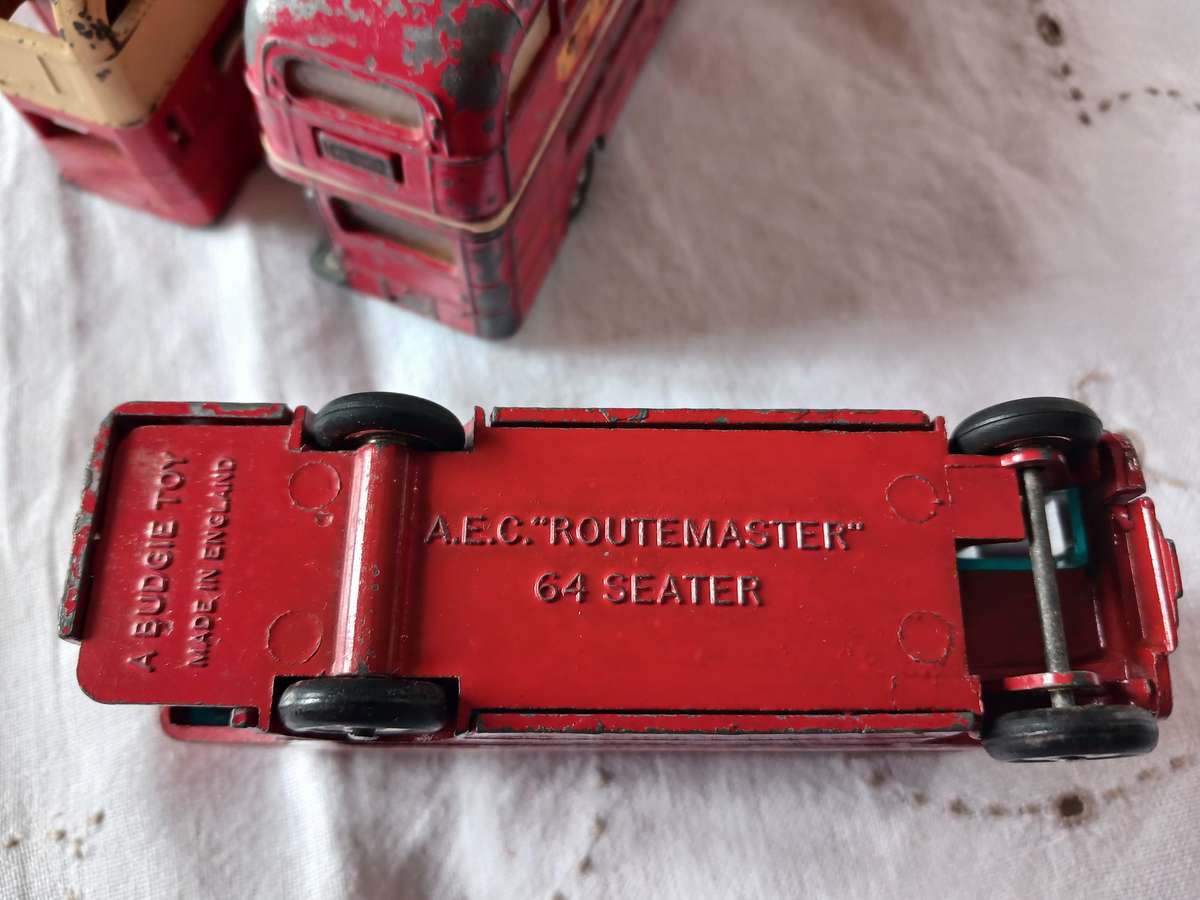 A BUDGIE TOY
MADE IN ENGLAND
A.E.C. "ROUTEMASTER"
64 SEATER